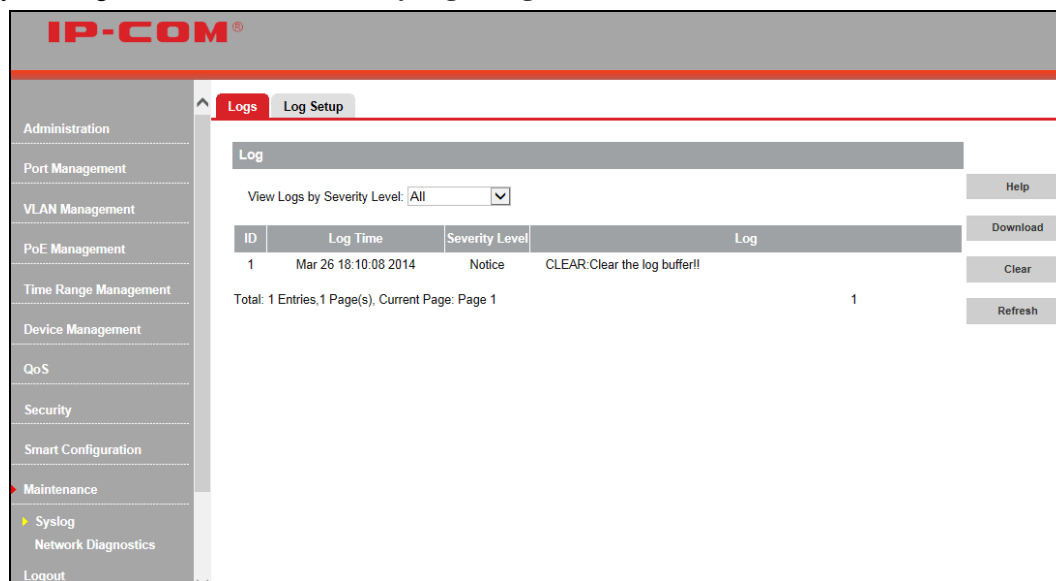 IP-COM®
Logs
Log Setup
Administration
Port Management
VLAN Management
PoE Management
Time Range Management
Device Management
QoS
Security
Smart Configuration
Maintenance
Syslog
Network Diagnostics
Logout
Log
View Logs by Severity Level: All
ID Log Time Severity Level Log
1 Mar 26 18:10:08 2014 Notice CLEAR:Clear the log buffer!!
Total: 1 Entries,1 Page(s), Current Page: Page 1 1
Help
Download
Clear
Refresh